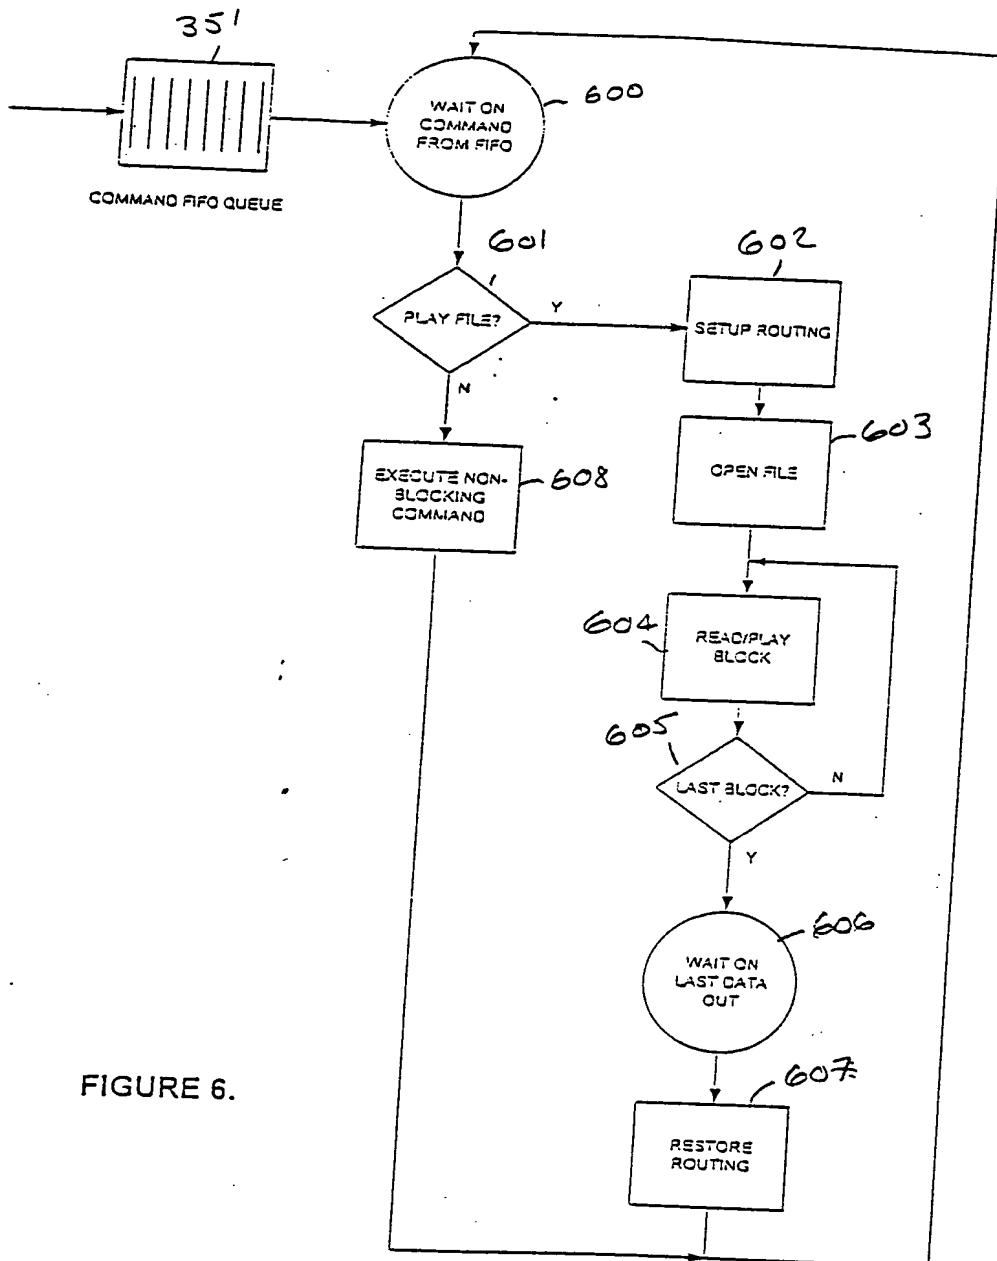 351
COMMAND FIFO QUEUE
WAIT ON
COMMAND
FROM FIFO
600
601
PLAY FILE?
Y
N
602
SETUP ROUTING
603
OPEN FILE
EXECUTE NON-
BLOCKING
COMMAND
608
604
READ/PLAY
BLOCK
605
LAST BLOCK?
N
Y
606
WAIT ON
LAST DATA
OUT
607
RESTORE
ROUTING
FIGURE 6.